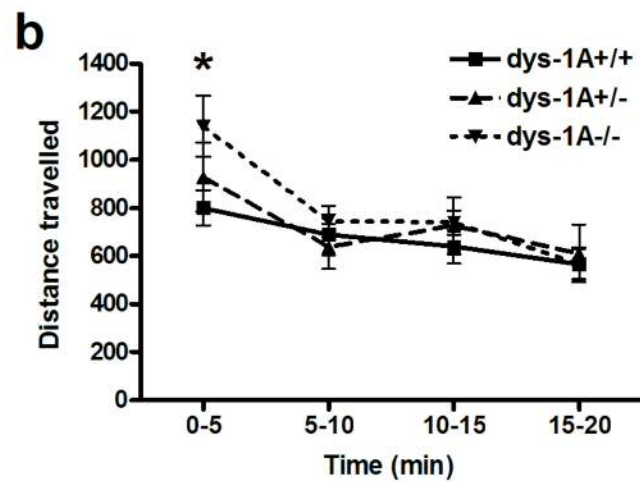 b
*
dys-1A+/+
dys-1A+/-
dys-1A-/-
Distance travelled
1400
1200
1000
800
600
400
200
0
0-5 5-10 10-15 15-20
Time (min)